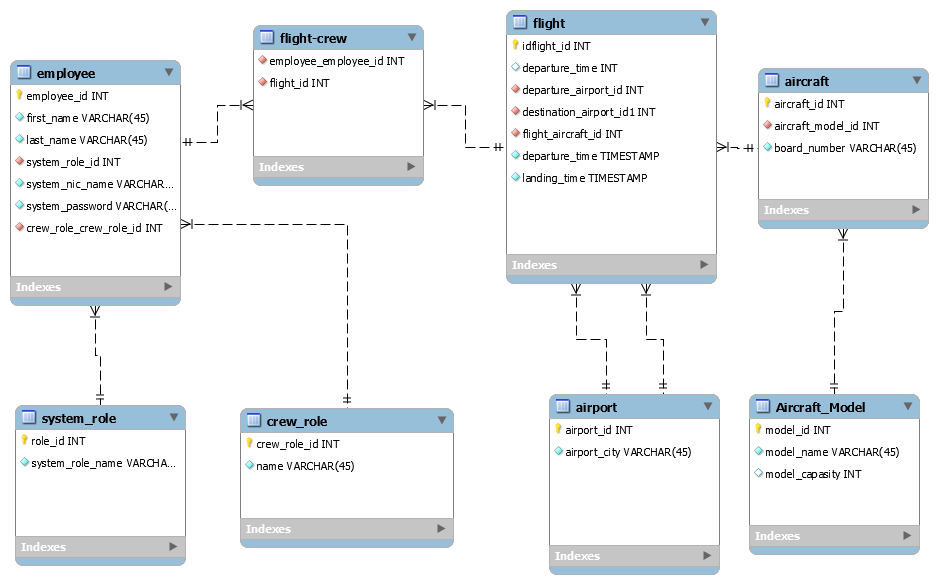 employee
employee_id INT
first_name VARCHAR(45)
last_name VARCHAR(45)
system_role_id INT
system_nic_name VARCHAR...
system_password VARCHAR(...
crew_role_crew_role_id INT
Indexes
flight-crew
employee_employee_id INT
flight_id INT
Indexes
flight
idflight_id INT
departure_time INT
departure_airport_id INT
destination_airport_id1 INT
flight_aircraft_id INT
departure_time TIMESTAMP
landing_time TIMESTAMP
Indexes
aircraft
aircraft_id INT
aircraft_model_id INT
board_number VARCHAR(45)
Indexes
system_role
role_id INT
system_role_name VARCHA...
Indexes
crew_role
crew_role_id INT
name VARCHAR(45)
Indexes
airport
airport_id INT
airport_city VARCHAR(45)
Indexes
Aircraft_Model
model_id INT
model_name VARCHAR(45)
model_capasity INT
Indexes